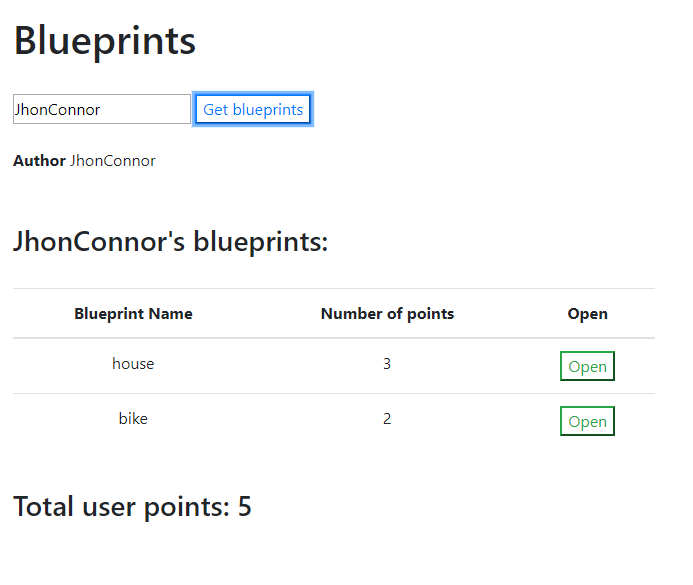 Blueprints
JhonConnor Get blueprints
Author JhonConnor
JhonConnor's blueprints:
Blueprint Name Number of points Open
house 3 Open
bike 2 Open
Total user points: 5